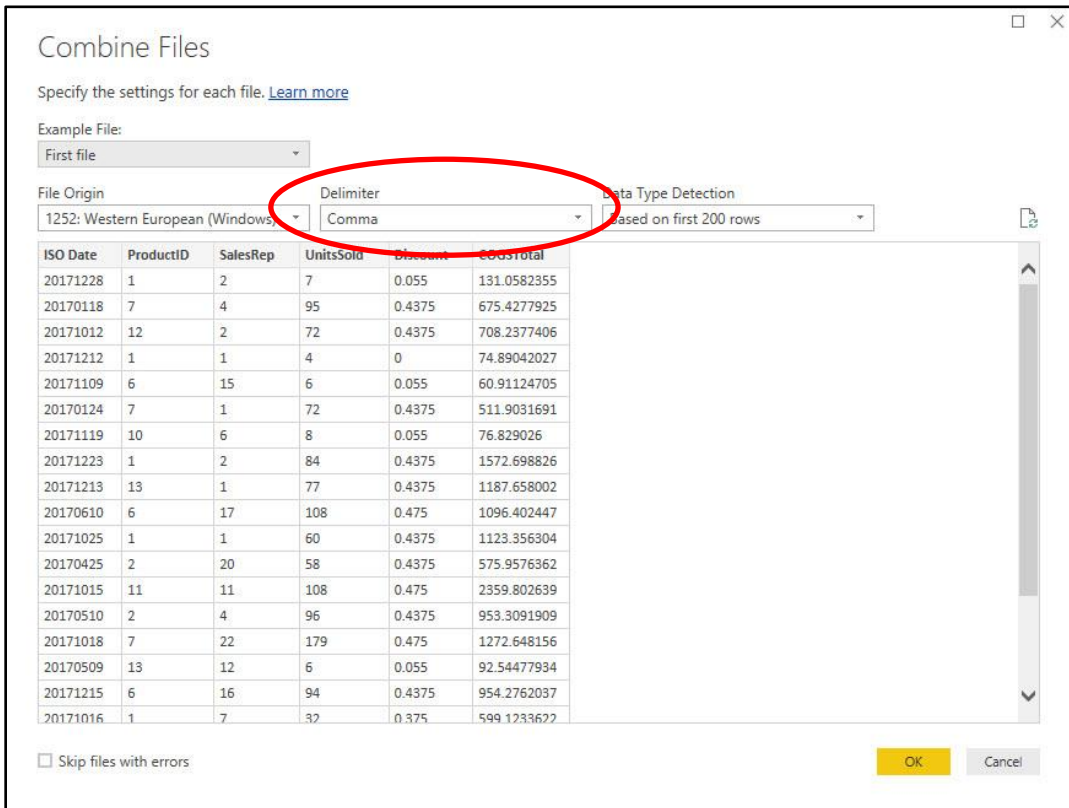 Combine Files
Specify the settings for each file. Learn more
Example File:
First file
File Origin Delimiter Data Type Detection
1252: Western European (Windows) Comma Based on first 200 rows
ISO Date ProductID SalesRep UnitsSold Discount COGSTotal
20171228 1 2 7 0.055 131.0582355
20170118 7 4 95 0.4375 675.4277925
20171012 12 2 72 0.4375 708.2377406
20171212 1 1 4 0 74.89042027
20171109 6 15 6 0.055 60.91124705
20170124 7 1 72 0.4375 511.9031691
20171119 10 6 8 0.055 76.829026
20171223 1 2 84 0.4375 1572.698826
20171213 13 1 77 0.4375 1187.658002
20170610 6 17 108 0.475 1096.402447
20171025 1 1 60 0.4375 1123.356304
20170425 2 20 58 0.4375 575.9576362
20171015 11 11 108 0.475 2359.802639
20170510 2 4 96 0.4375 953.3091909
20171018 7 22 179 0.475 1272.648156
20170509 13 12 6 0.055 92.54477934
20171215 6 16 94 0.4375 954.2762037
20171016 1 7 32 0.375 599.1233622
Skip files with errors
OK Cancel